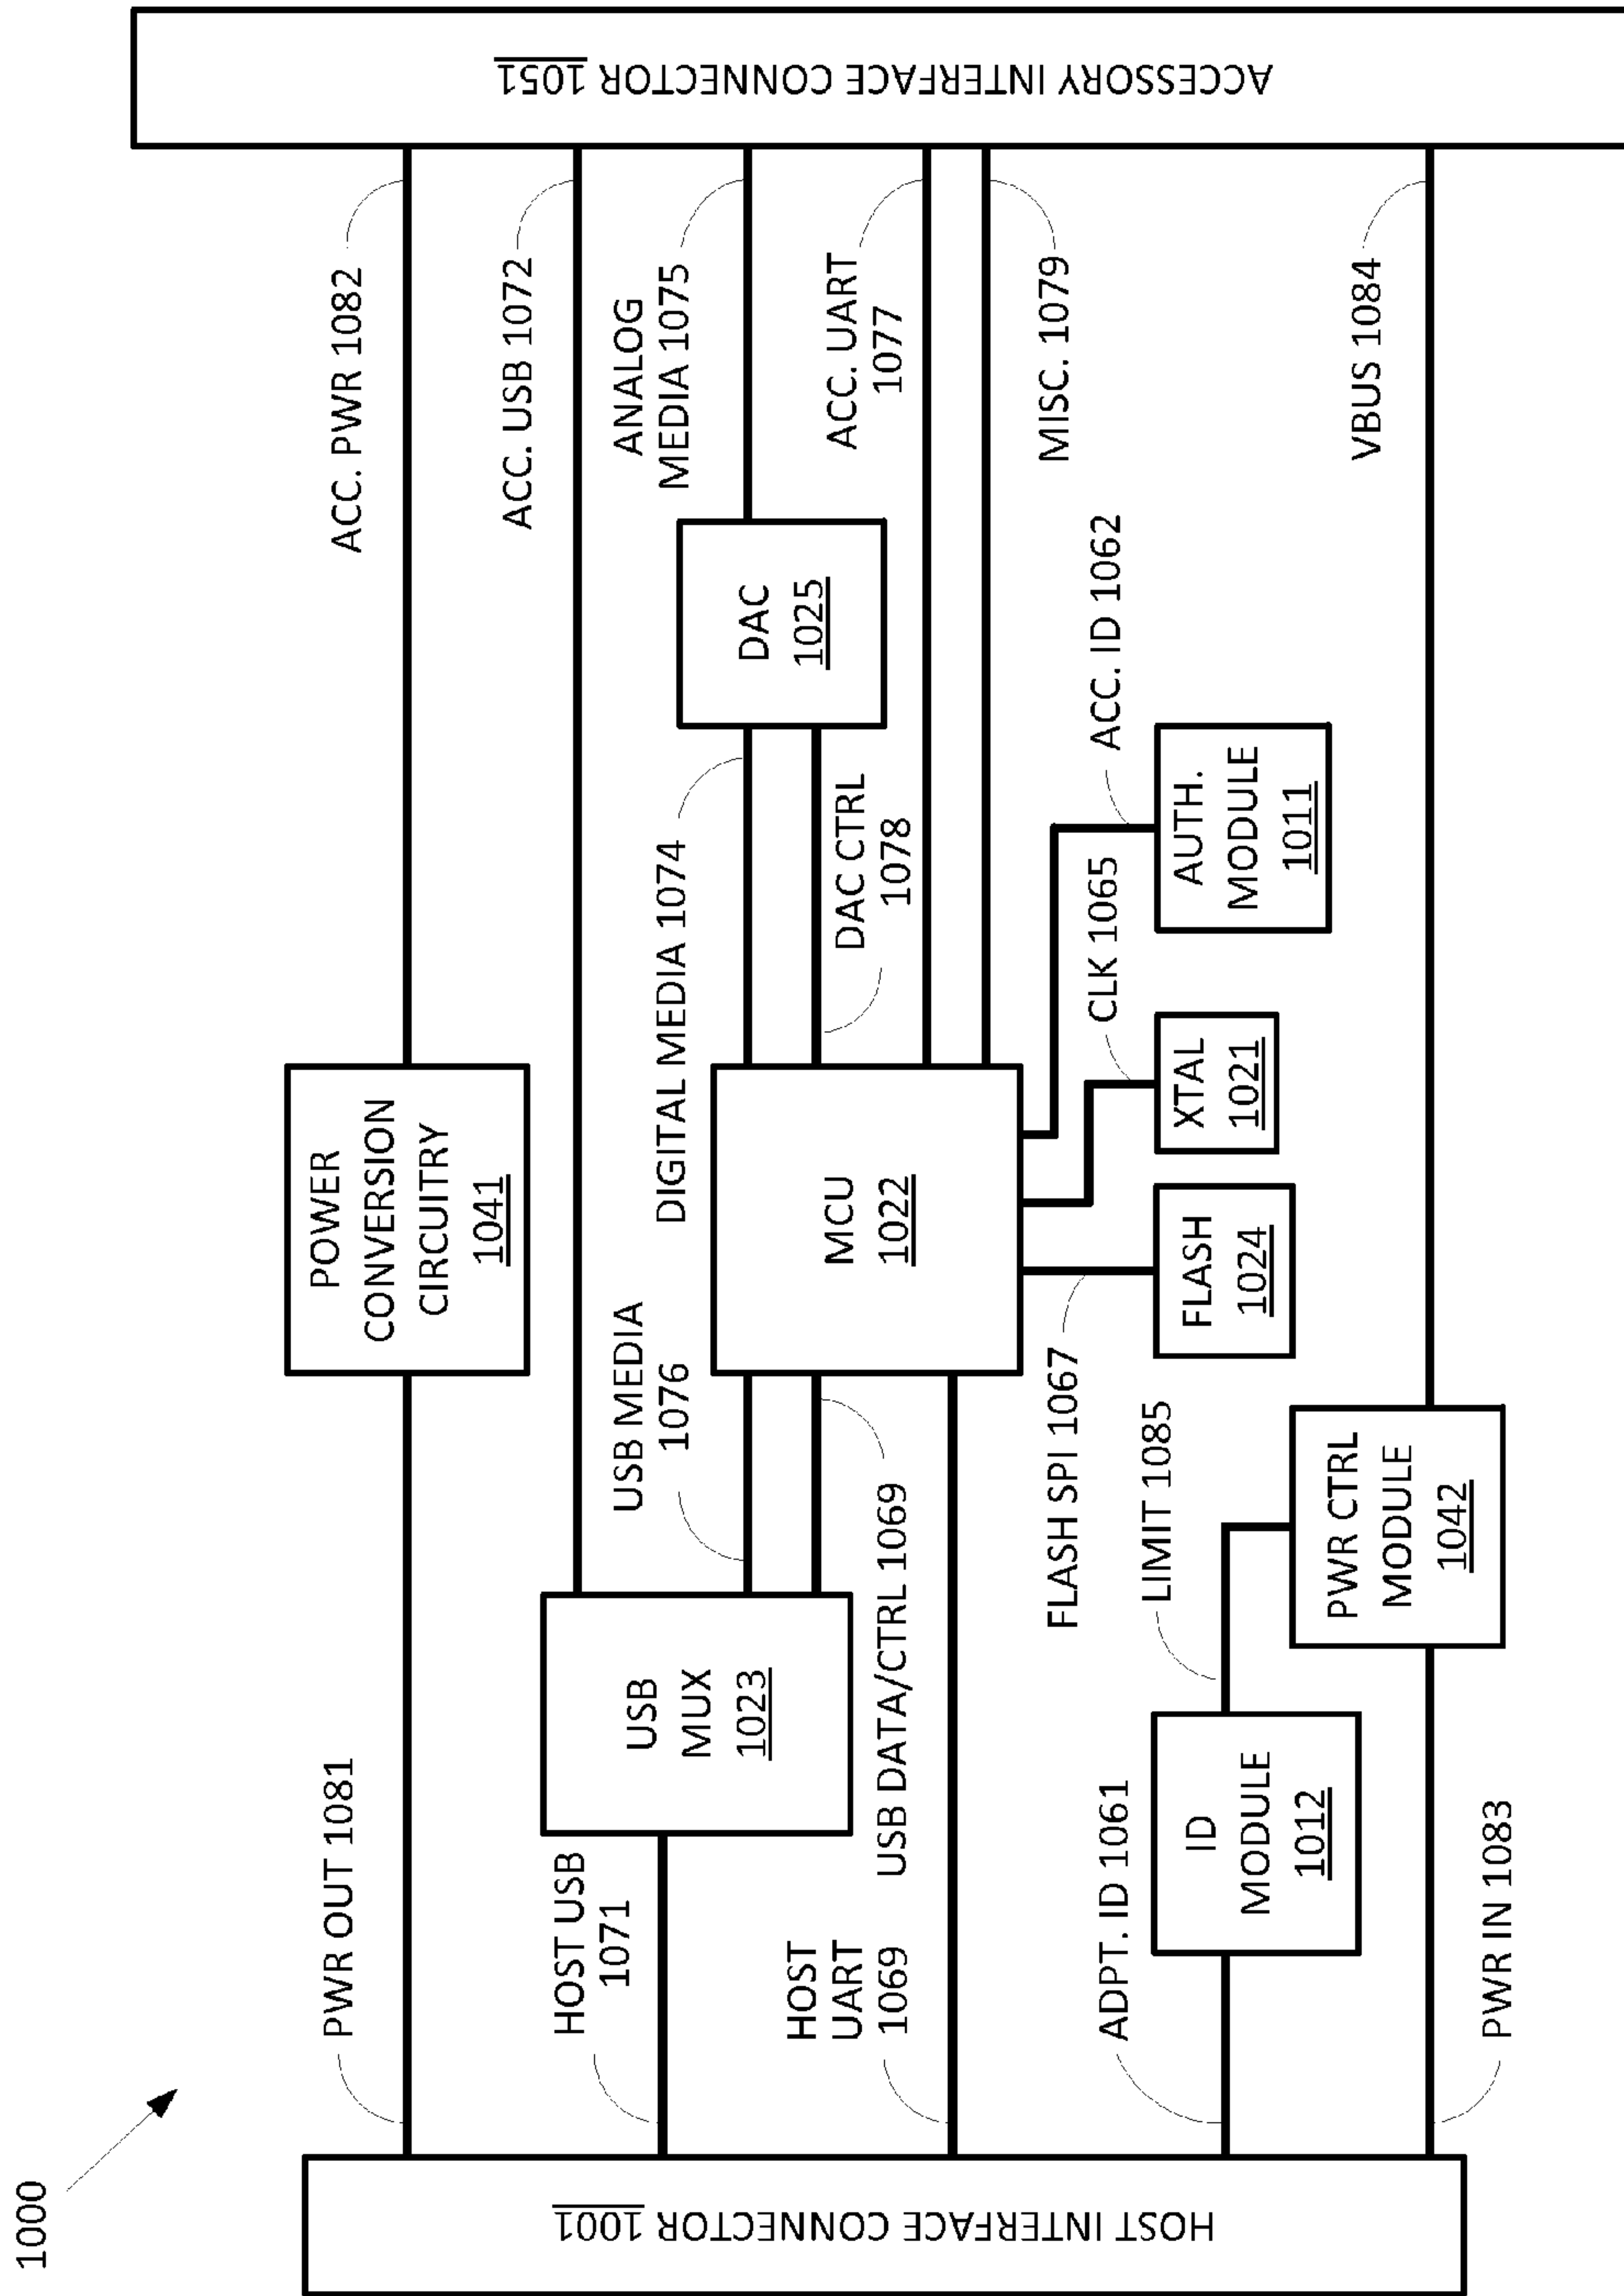 1000
HOST INTERFACE CONNECTOR 1001
PWR OUT 1081
HOST USB
1071
HOST
UART
1069
ADPT. ID 1061
PWR IN 1083
USB
MUX
1023
USB DATA/CTRL 1069
ID
MODULE
1012
LIMIT 1085
PWR CTRL
MODULE
1042
USB MEDIA
1076
FLASH SPI 1067
POWER
CONVERSION
CIRCUITRY
1041
MCU
1022
FLASH
1024
XTAL
1021
CLK 1065
AUTH.
MODULE
1011
ACC. ID 1062
DIGITAL MEDIA 1074
DAC CTRL
1078
DAC
1025
ACC. PWR 1082
ACC. USB 1072
ANALOG
MEDIA 1075
ACC. UART
1077
MISC. 1079
VBUS 1084
ACCESSORY INTERFACE CONNECTOR 1051